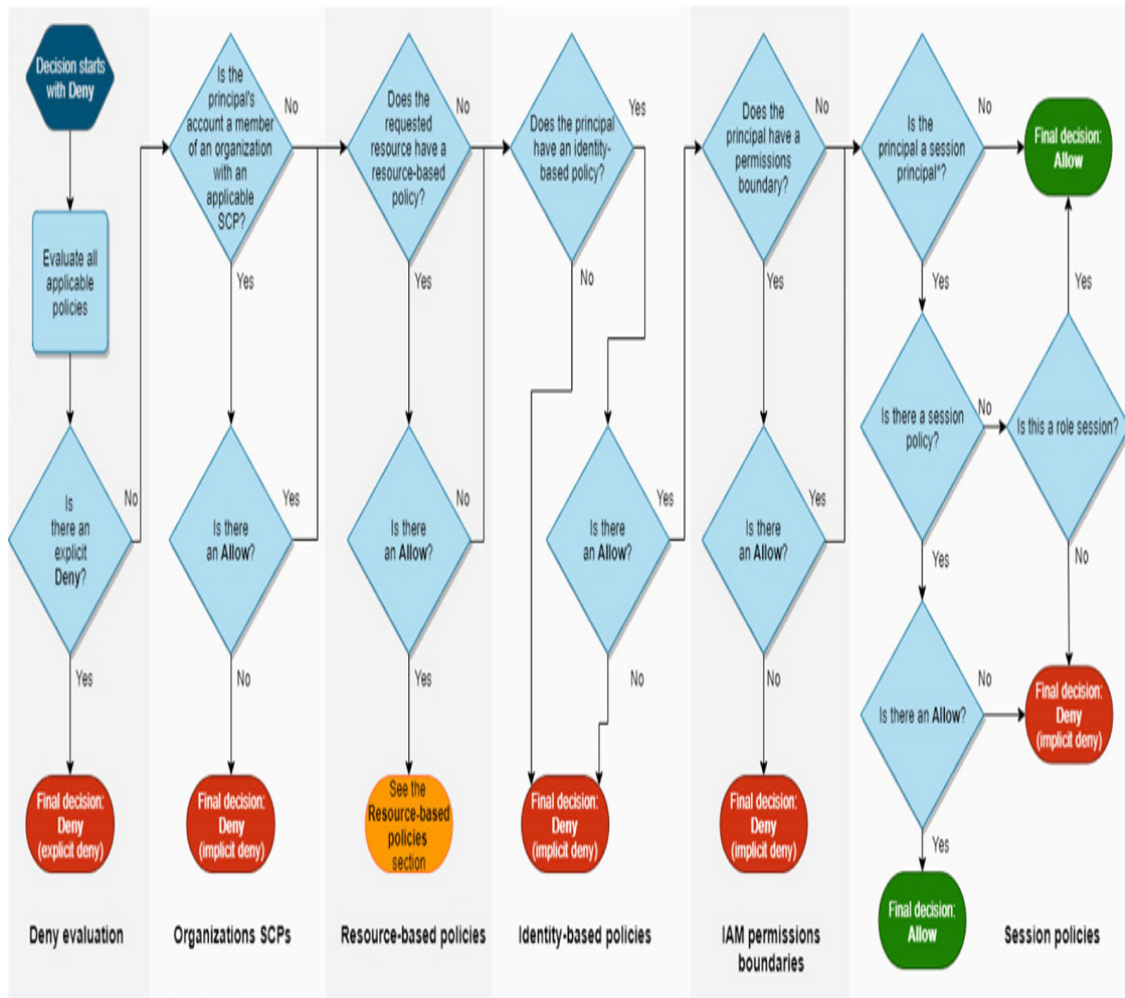 Decision starts
with Deny
Evaluate all
applicable
policies
Is
there an
explicit
Deny?
No
Yes
Final decision:
Deny
(explicit deny)
Deny evaluation
Is the
principal's
account a member
of an organization
with an
applicable
SCP?
No
Yes
Is there
an Allow?
Yes
No
Final decision:
Deny
(implicit deny)
Organizations SCPs
Does the
requested
resource have a
resource-based
policy?
No
Yes
Is there
an Allow?
No
Yes
See the
Resource-based
policies
section
Resource-based policies
Does the principal
have an identity-
based policy?
Yes
No
Is there
an Allow?
Yes
No
Final decision:
Deny
(implicit deny)
Identity-based policies
Does the
principal have a
permissions
boundary?
No
Yes
Is there
an Allow?
Yes
No
Final decision:
Deny
(implicit deny)
IAM permissions
boundaries
Is the
principal a session
principal*?
No
Final decision:
Allow
Yes
Yes
Is there a session
policy?
No
Is this a role session?
Yes
No
Is there an Allow?
No
Final decision:
Deny
(implicit deny)
Yes
Final decision:
Allow
Session policies